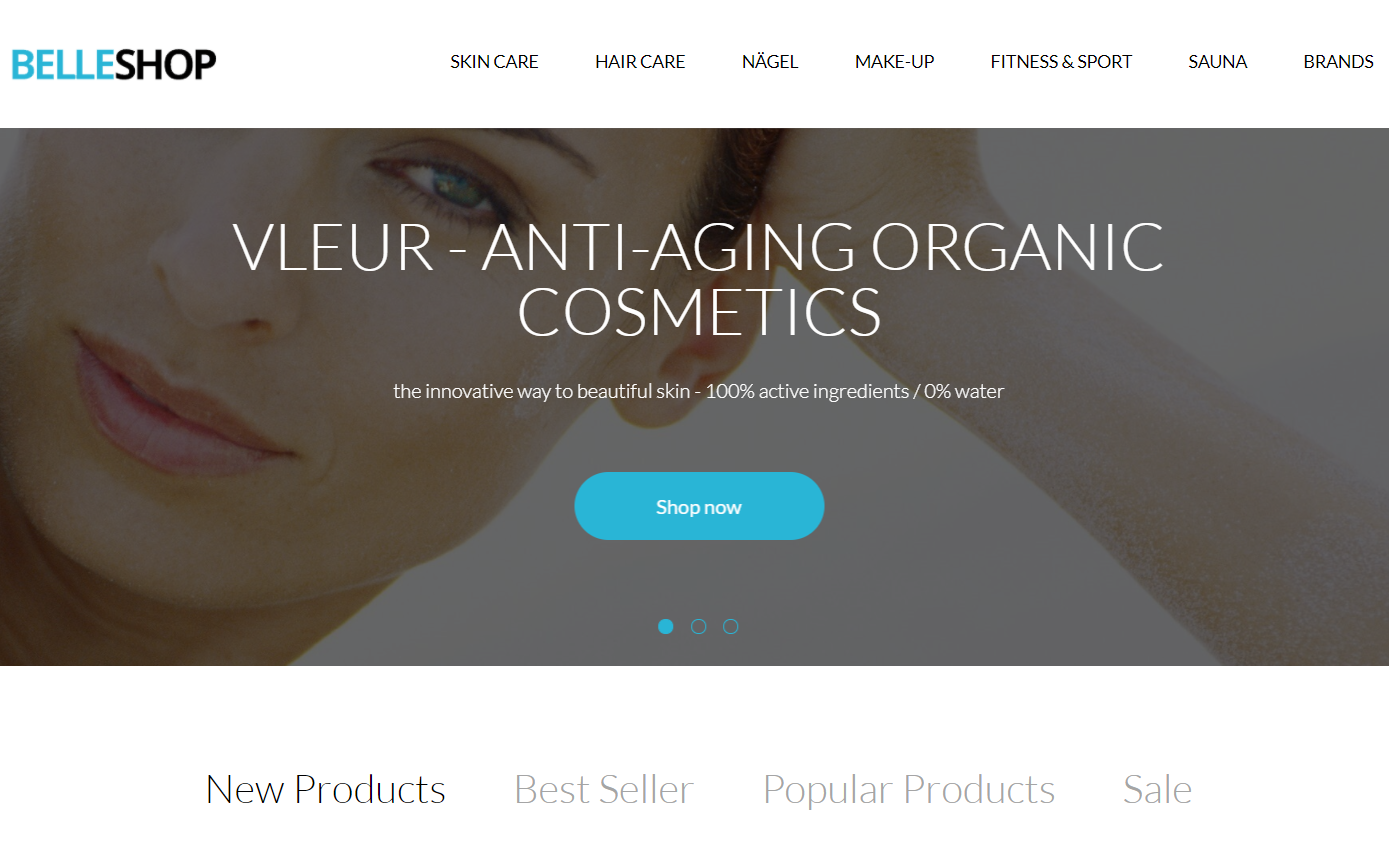 BELLESHOP
SKIN CARE HAIR CARE NÄGEL MAKE-UP FITNESS & SPORT SAUNA BRANDS
VLEUR - ANTI-AGING ORGANIC
COSMETICS
the innovative way to beautiful skin - 100% active ingredients / 0% water
Shop now
New Products Best Seller Popular Products Sale